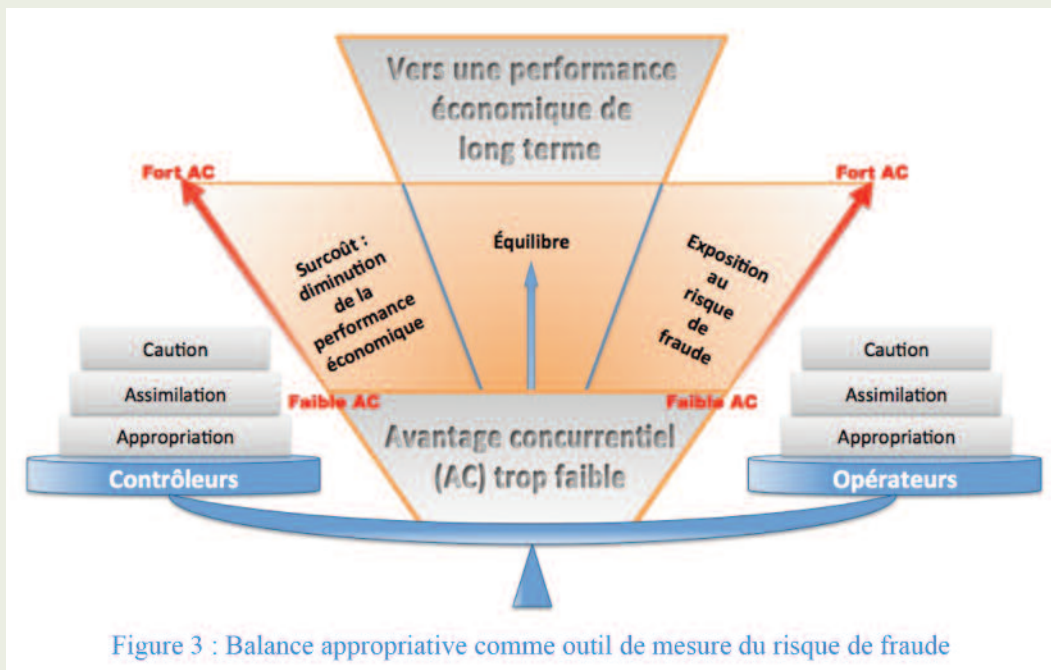 Vers une performance
économique de
long terme
Fort AC
Fort AC
Surcoût :
diminution
de la
performance
économique
Équilibre
Exposition
au
risque
de
fraude
Caution
Assimilation
Appropriation
Contrôleurs
Faible AC
Faible AC
Avantage concurrentiel
(AC) trop faible
Caution
Assimilation
Appropriation
Opérateurs
Figure 3 : Balance appropriative comme outil de mesure du risque de fraude